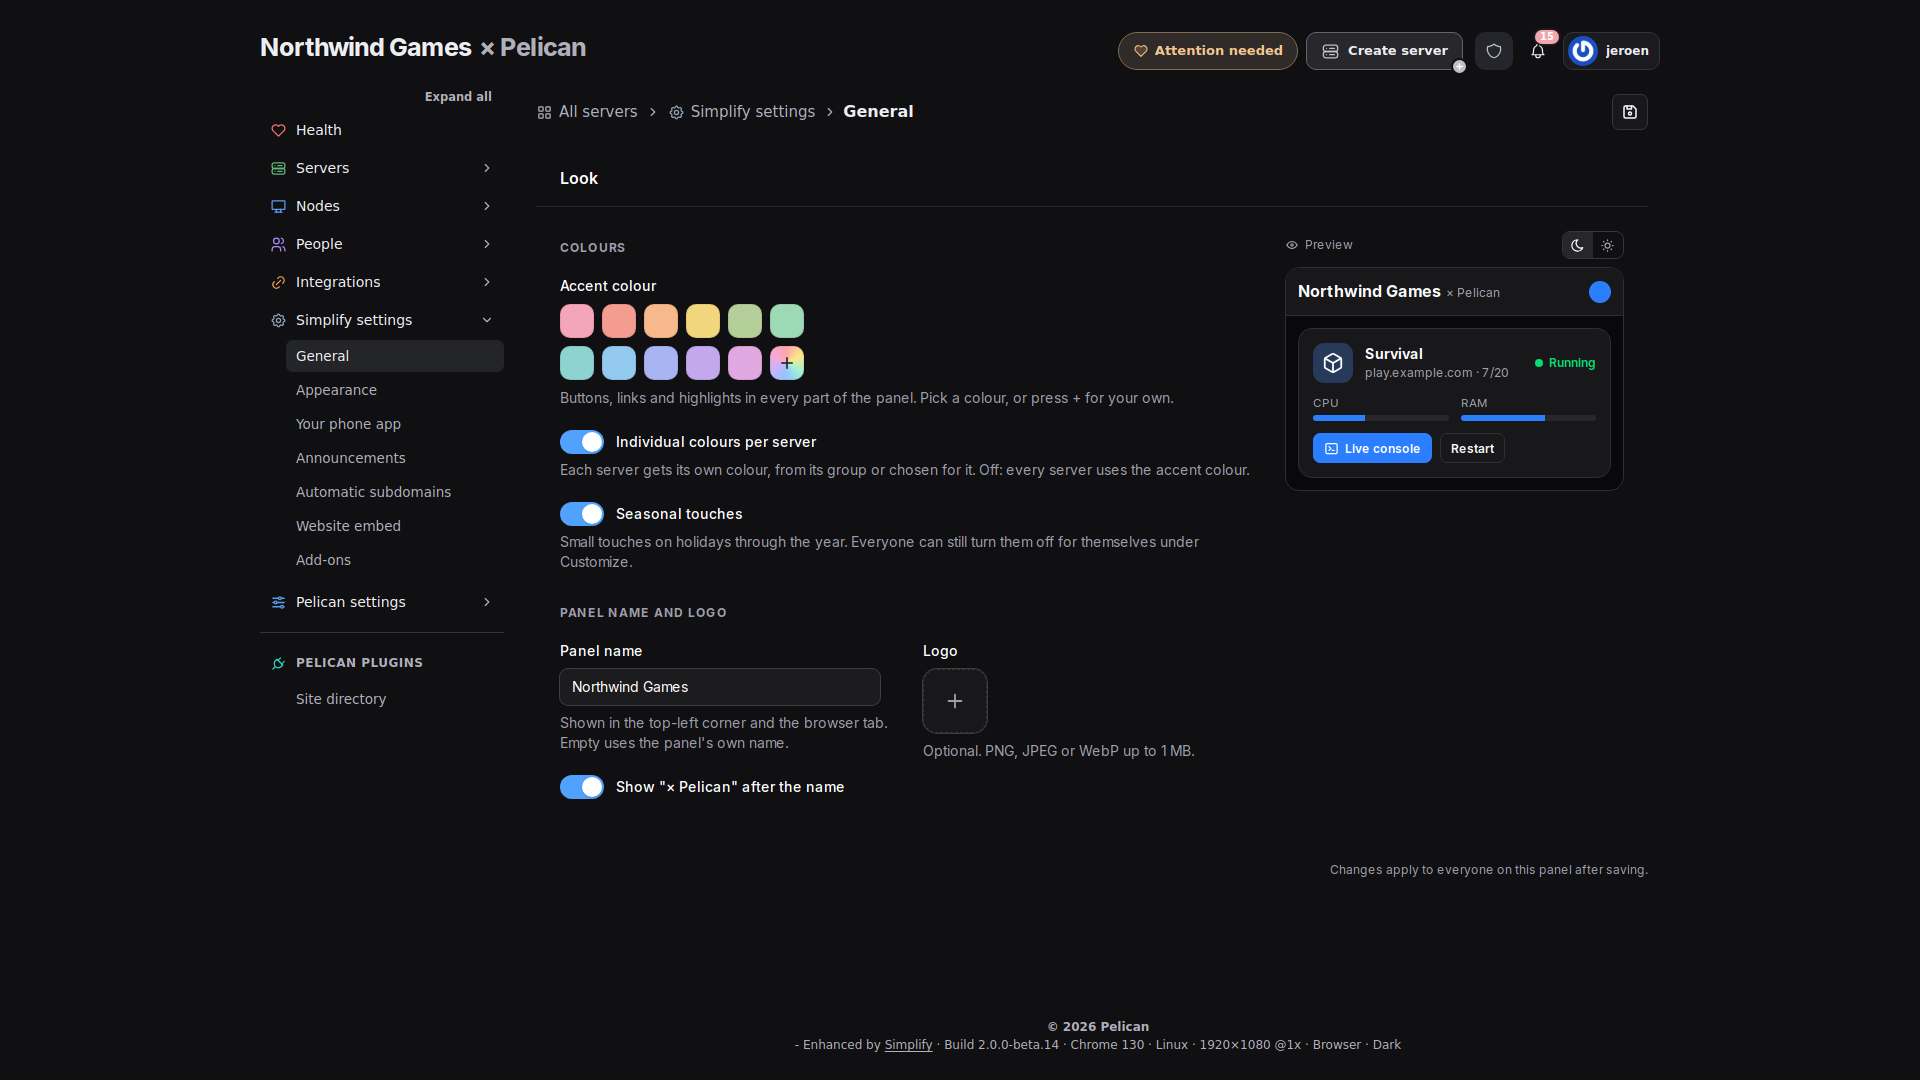 Northwind Games × Pelican
Attention needed
Create server
15
jeroen
Expand all
Health
Servers
Nodes
People
Integrations
Simplify settings
General
Appearance
Your phone app
Announcements
Automatic subdomains
Website embed
Add-ons
Pelican settings
PELICAN PLUGINS
Site directory
All servers > Simplify settings > General
Look
COLOURS
Accent colour
Buttons, links and highlights in every part of the panel. Pick a colour, or press + for your own.
Individual colours per server
Each server gets its own colour, from its group or chosen for it. Off: every server uses the accent colour.
Seasonal touches
Small touches on holidays through the year. Everyone can still turn them off for themselves under
Customize.
PANEL NAME AND LOGO
Panel name
Northwind Games
Shown in the top-left corner and the browser tab.
Empty uses the panel's own name.
Logo
Optional. PNG, JPEG or WebP up to 1 MB.
Show "× Pelican" after the name
Preview
Northwind Games × Pelican
Survival
play.example.com · 7/20
Running
CPU
RAM
Live console
Restart
Changes apply to everyone on this panel after saving.
© 2026 Pelican
- Enhanced by Simplify · Build 2.0.0-beta.14 · Chrome 130 · Linux · 1920×1080 @1x · Browser · Dark